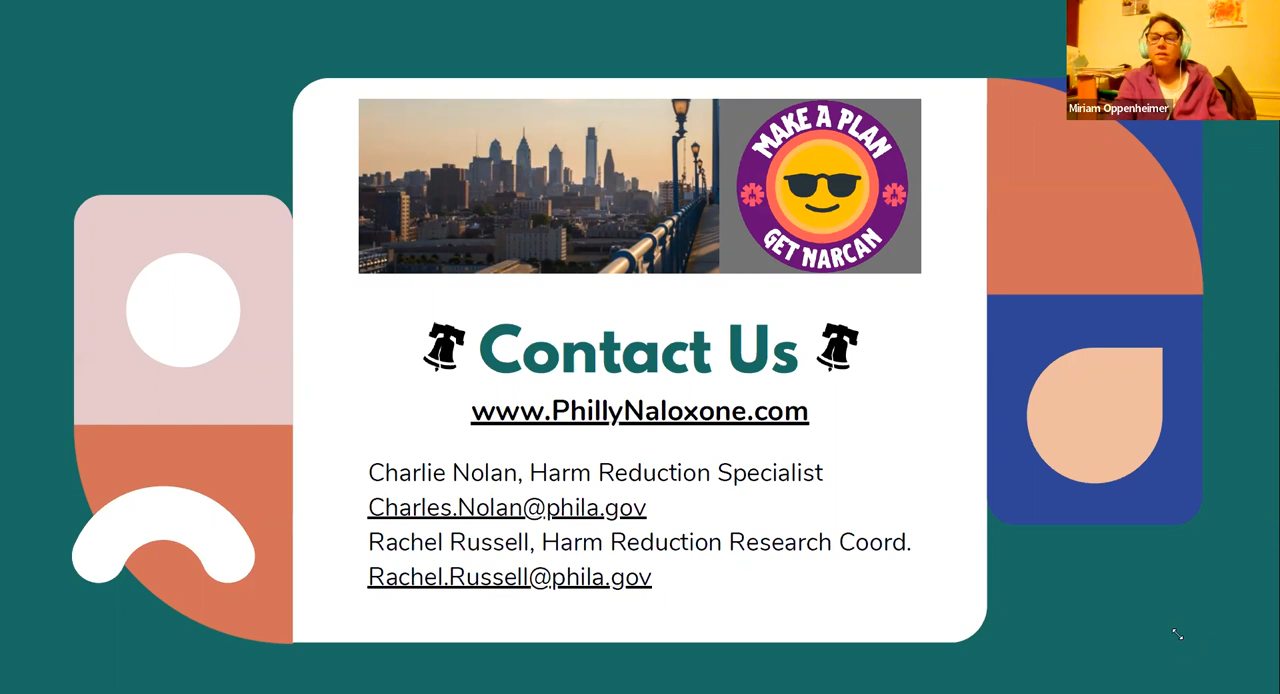 Miriam Oppenheimer
MAKE A PLAN
GET NARCAN
Contact Us
www.PhillyNaloxone.com
Charlie Nolan, Harm Reduction Specialist
Charles.Nolan@phila.gov
Rachel Russell, Harm Reduction Research Coord.
Rachel.Russell@phila.gov